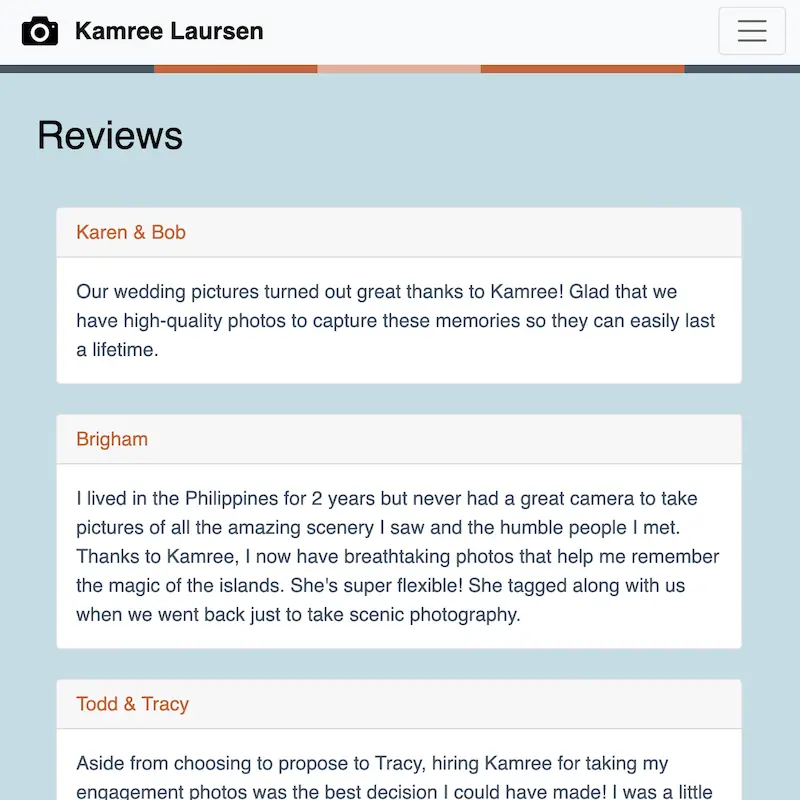 Kamree Laursen
Reviews
Karen & Bob
Our wedding pictures turned out great thanks to Kamree! Glad that we
have high-quality photos to capture these memories so they can easily last
a lifetime.
Brigham
I lived in the Philippines for 2 years but never had a great camera to take
pictures of all the amazing scenery I saw and the humble people I met.
Thanks to Kamree, I now have breathtaking photos that help me remember
the magic of the islands. She's super flexible! She tagged along with us
when we went back just to take scenic photography.
Todd & Tracy
Aside from choosing to propose to Tracy, hiring Kamree for taking my
engagement photos was the best decision I could have made! I was a little